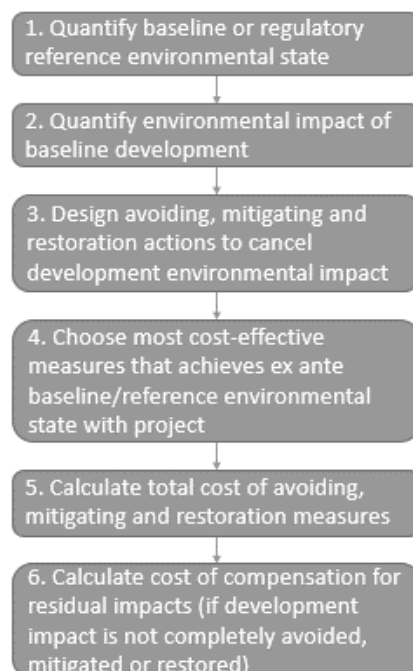 1. Quantify baseline or regulatory
reference environmental state
2. Quantify environmental impact of
baseline development
3. Design avoiding, mitigating and
restoration actions to cancel
development environmental impact
4. Choose most cost-effective
measures that achieves ex ante
baseline/reference environmental
state with project
5. Calculate total cost of avoiding,
mitigating and restoration measures
6. Calculate cost of compensation for
residual impacts (if development
impact is not completely avoided,
mitigated or restored)